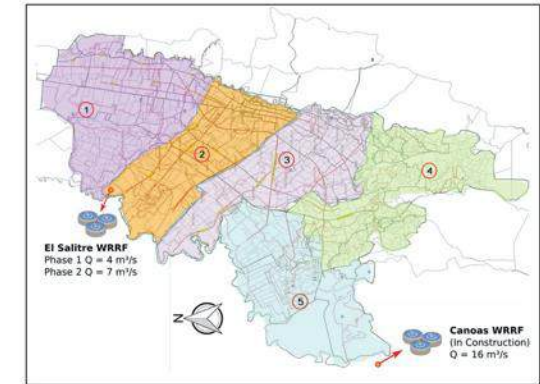 1
2
3
4
El Salitre WRRF
Phase 1 Q = 4 m³/s
Phase 2 Q = 7 m³/s
5
N
Canoas WRRF
(In Construction)
Q = 16 m³/s